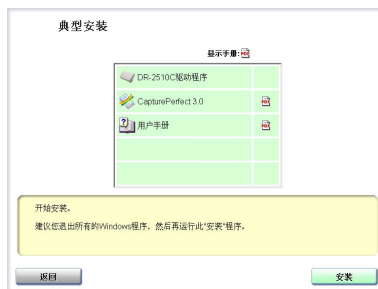 典型安装
显示手册:
DR-2510C驱动程序
CapturePerfect 3.0
用户手册
开始安装。
建议您退出所有的Windows程序，然后再运行此"安装"程序。
返回
安装